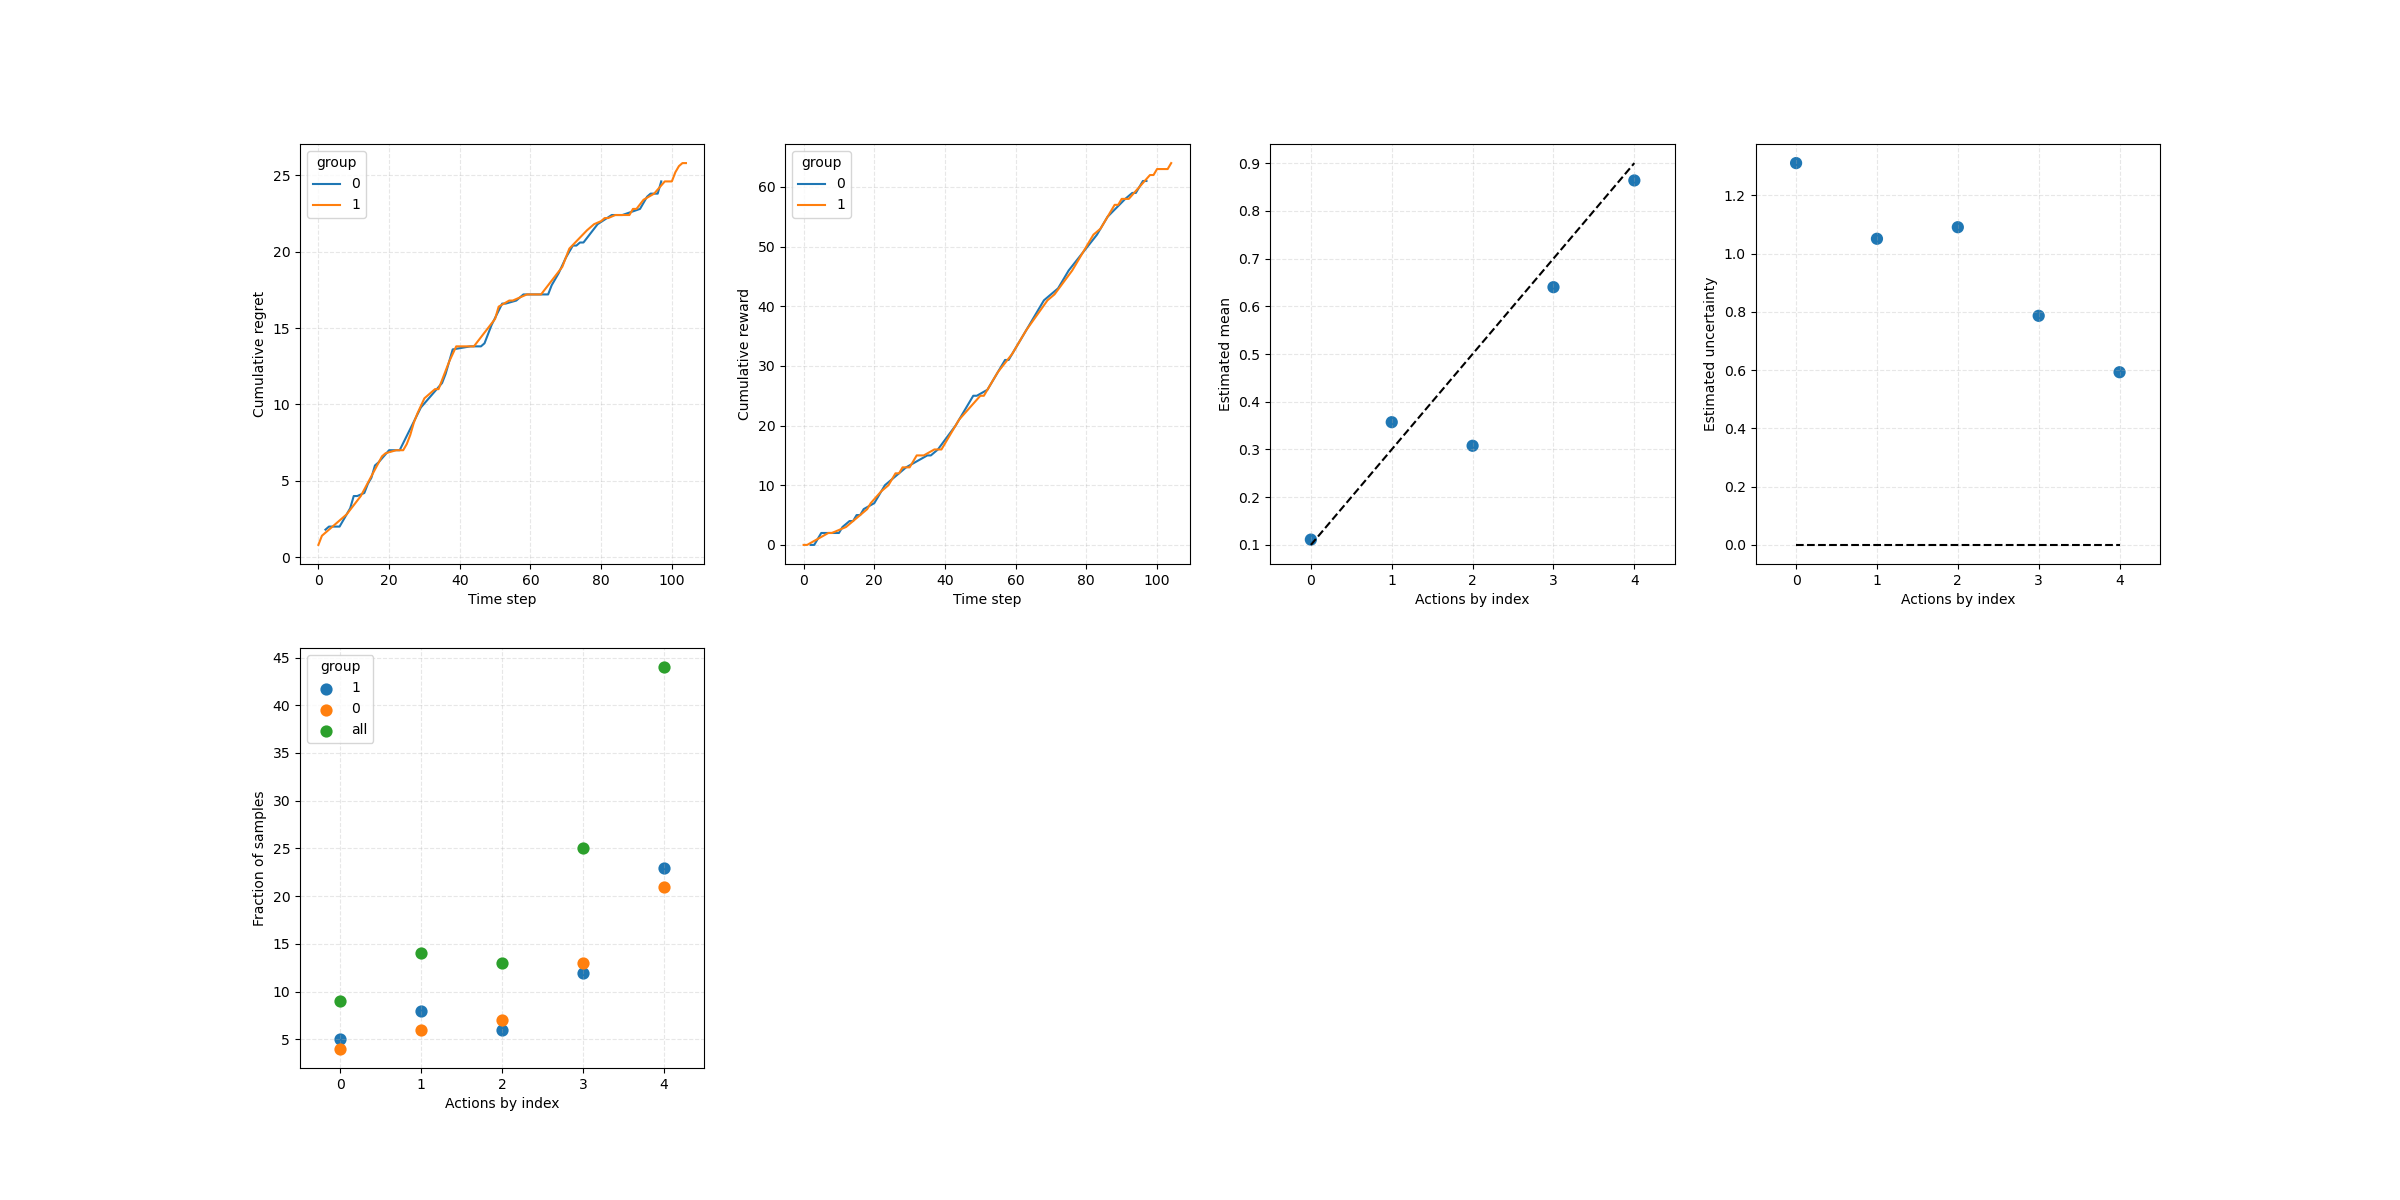 group
0
1
25
20
15
10
5
0
Cumulative regret
0 20 40 60 80 100
Time step
group
0
1
60
50
40
30
20
10
0
Cumulative reward
0 20 40 60 80 100
Time step
0.9
0.8
0.7
0.6
0.5
0.4
0.3
0.2
0.1
Estimated mean
0 1 2 3 4
Actions by index
1.2
1.0
0.8
0.6
0.4
0.2
0.0
Estimated uncertainty
0 1 2 3 4
Actions by index
group
1
0
all
45
40
35
30
25
20
15
10
5
Fraction of samples
0 1 2 3 4
Actions by index